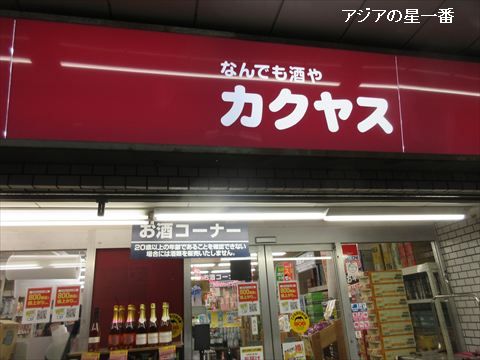 アジアの星一番
なんでも酒や
カクヤス
お酒コーナー
20歳以上の年齢であることを確認できない
場合には酒類を販売いたしません。